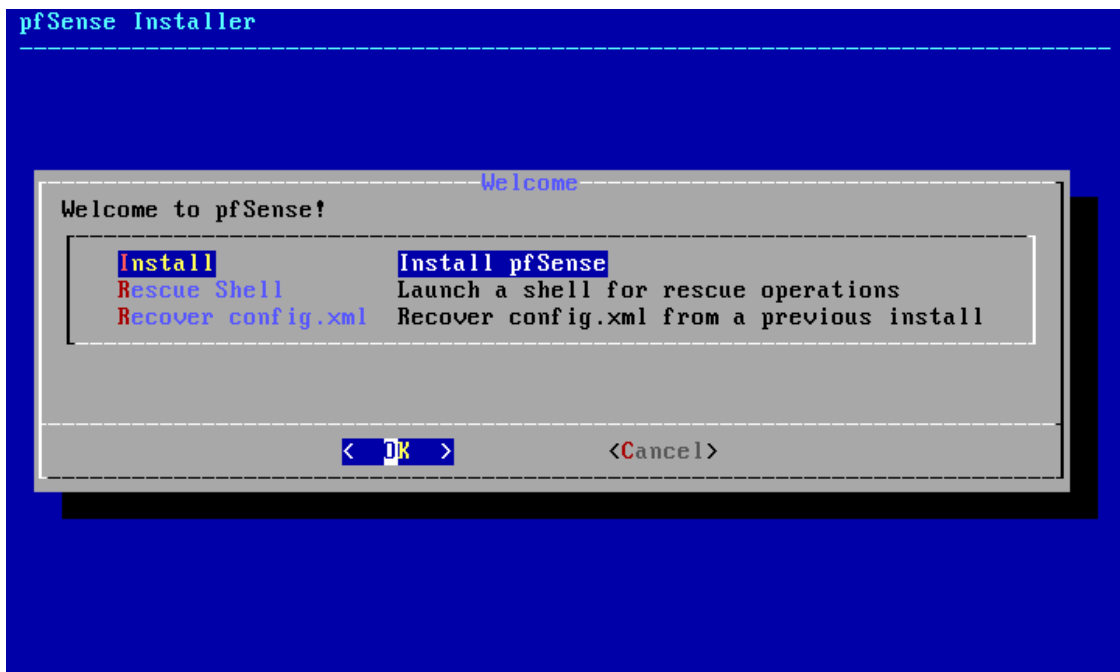 pfSense Installer
Welcome
Welcome to pfSense!
Install Install pfSense
Rescue Shell Launch a shell for rescue operations
Recover config.xml Recover config.xml from a previous install
< OK > <Cancel>